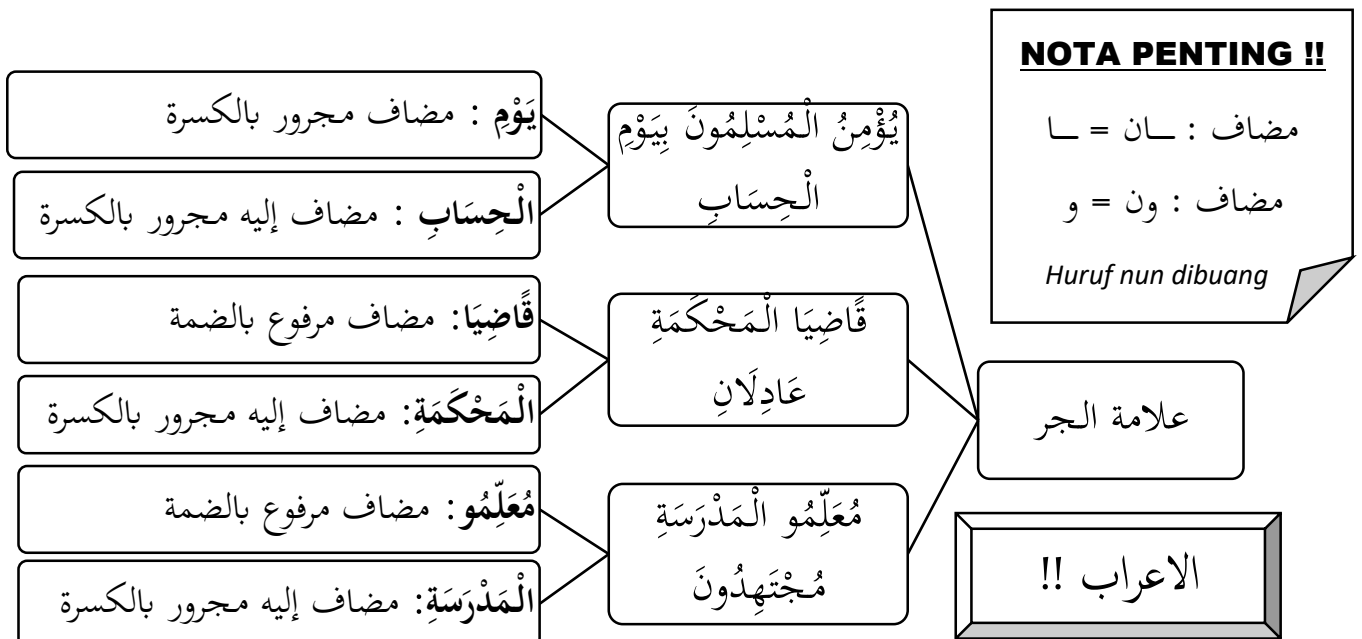 NOTA PENTING !!
مضاف : ـــان = ـــا
مضاف : ون = و
Huruf nun dibuang
علامة الجر
الاعراب !!
يُؤْمِنُ الْمُسْلِمُونَ بِيَوْمِ
الْحِسَابِ
يَوْمِ : مضاف مجرور بالكسرة
الْحِسَابِ : مضاف إليه مجرور بالكسرة
قًاضِيَا الْمَحْكَمَةِ
عَادِلَانِ
قًاضِيَا: مضاف مرفوع بالضمة
الْمَحْكَمَةِ: مضاف إليه مجرور بالكسرة
مُعَلِّمُو الْمَدْرَسَةِ
مُجْتَهِدُونَ
مُعَلِّمُو: مضاف مرفوع بالضمة
الْمَدْرَسَةِ: مضاف إليه مجرور بالكسرة